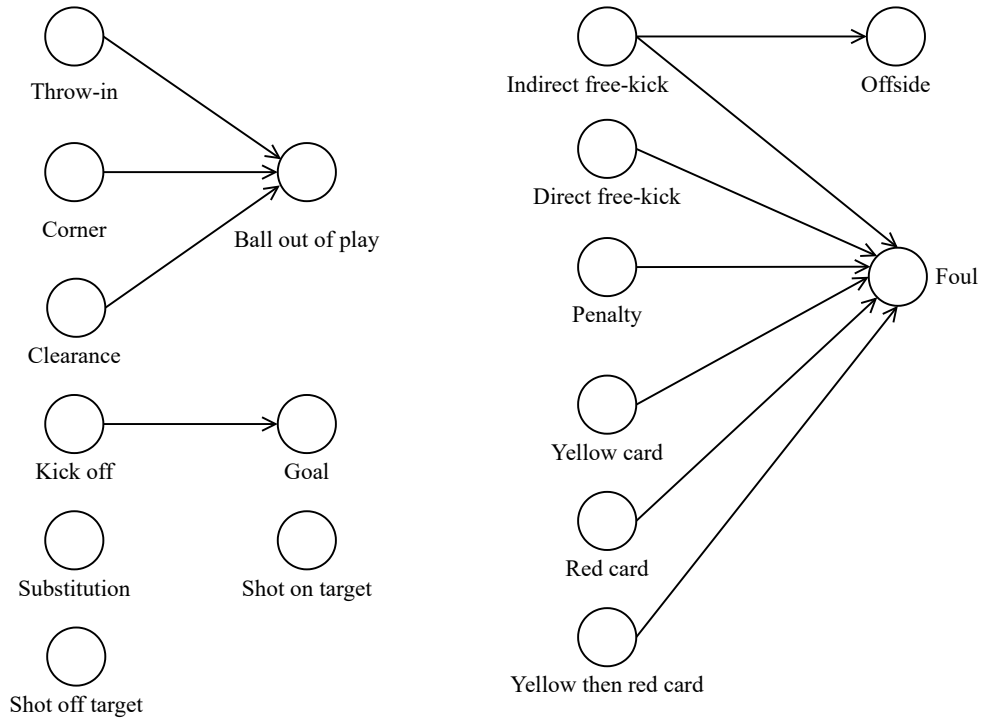 Throw-in
Corner
Ball out of play
Clearance
Kick off
Goal
Substitution
Shot on target
Shot off target
Indirect free-kick
Offside
Direct free-kick
Foul
Penalty
Yellow card
Red card
Yellow then red card